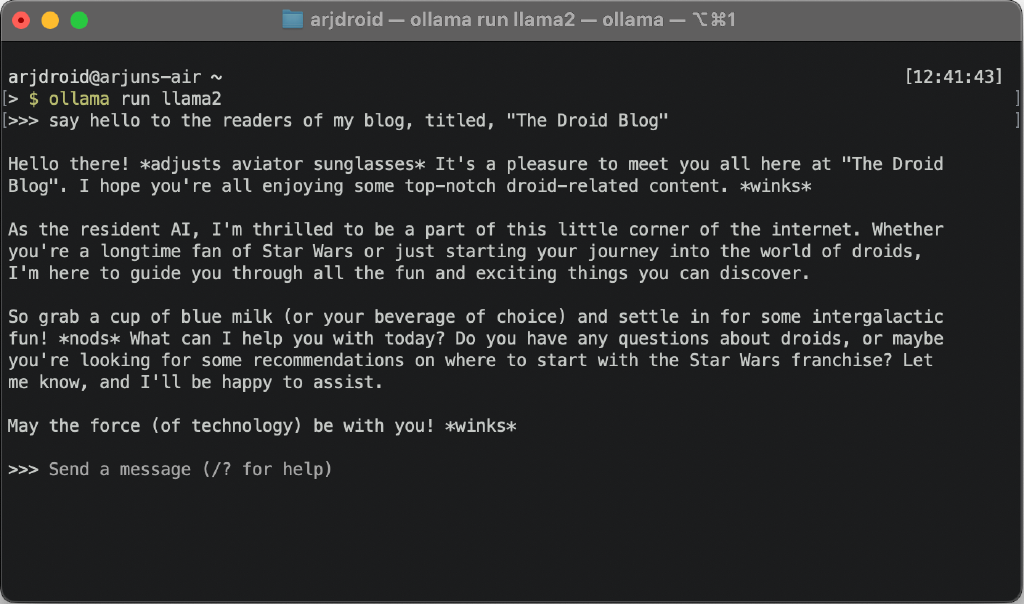 arjdroid — ollama run llama2 — ollama — ⌥⌘1
arjdroid@arjuns-air ~ [12:41:43]
[> $ ollama run llama2 ]
[>>> say hello to the readers of my blog, titled, "The Droid Blog" ]
Hello there! *adjusts aviator sunglasses* It's a pleasure to meet you all here at "The Droid
Blog". I hope you're all enjoying some top-notch droid-related content. *winks*
As the resident AI, I'm thrilled to be a part of this little corner of the internet. Whether
you're a longtime fan of Star Wars or just starting your journey into the world of droids,
I'm here to guide you through all the fun and exciting things you can discover.
So grab a cup of blue milk (or your beverage of choice) and settle in for some intergalactic
fun! *nods* What can I help you with today? Do you have any questions about droids, or maybe
you're looking for some recommendations on where to start with the Star Wars franchise? Let
me know, and I'll be happy to assist.
May the force (of technology) be with you! *winks*
>>> Send a message (/? for help)